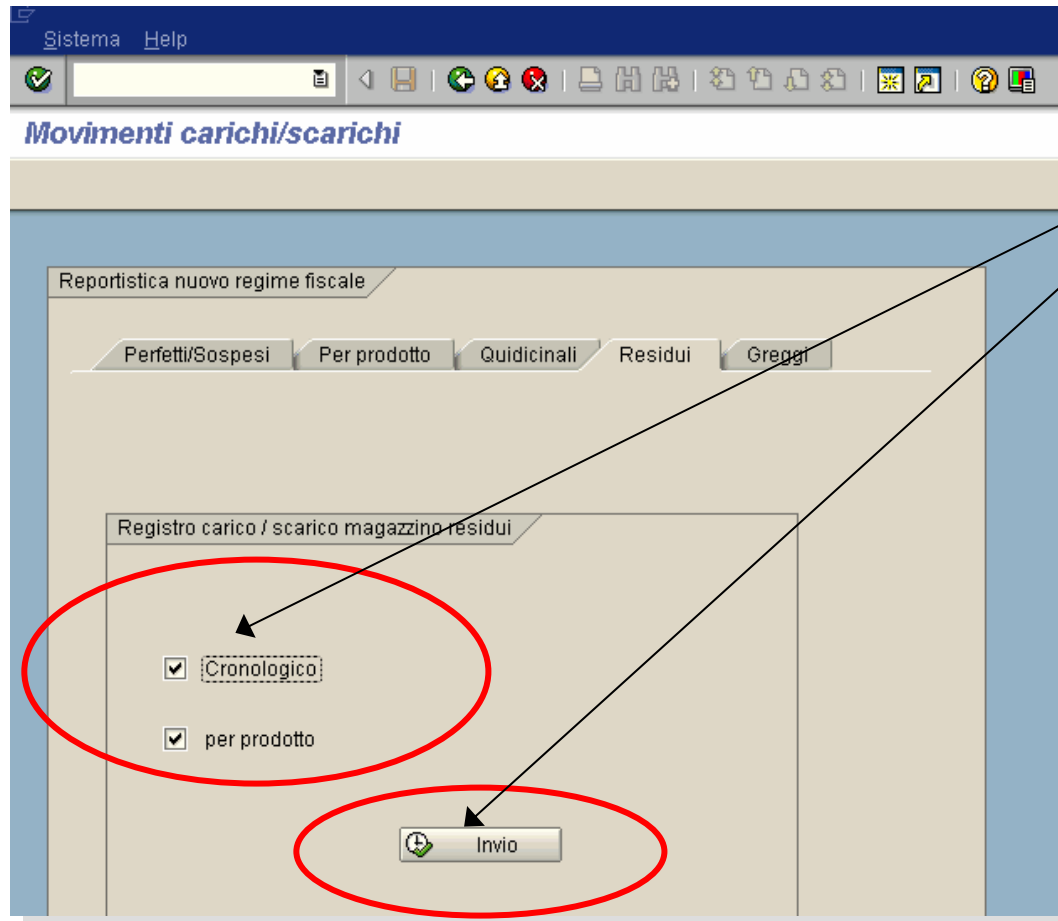 Sistema Help
Movimenti carichi/scarichi
Reportistica nuovo regime fiscale
Perfetti/Sospesi Per prodotto Quidicinali Residui Greggi
Registro carico / scarico magazzino residui
Cronologico
per prodotto
Invio